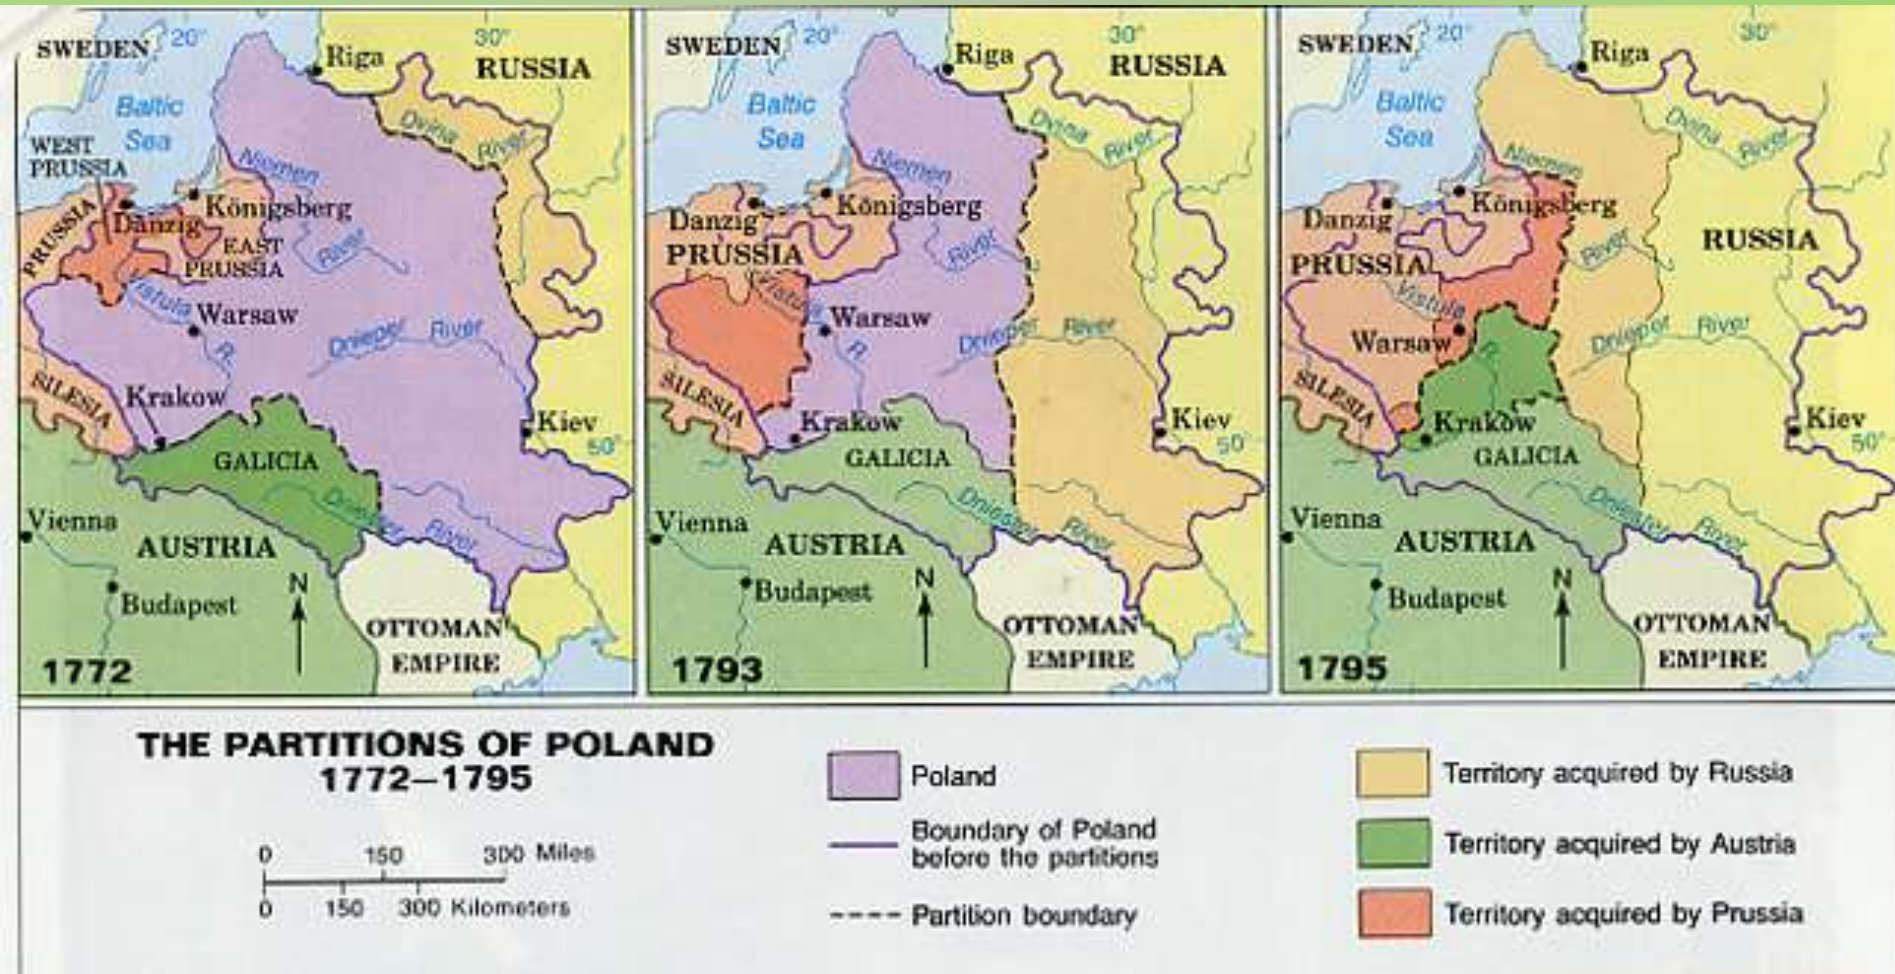 SWEDEN
20°
30°
Riga
RUSSIA
Baltic
Sea
Dvina
River
WEST
PRUSSIA
Niemen
River
PRUSSIA
Danzig
Königsberg
EAST
PRUSSIA
Vistula
R.
Warsaw
Dnieper River
SILESIA
Krakow
Kiev
50°
GALICIA
Dniester River
Vienna
AUSTRIA
N
Budapest
OTTOMAN
EMPIRE
1772
SWEDEN
20°
30°
Riga
RUSSIA
Baltic
Sea
Dvina
River
Niemen
River
Danzig
Königsberg
PRUSSIA
Vistula
R.
Warsaw
Dnieper River
SILESIA
Krakow
Kiev
50°
GALICIA
Dniester River
Vienna
AUSTRIA
N
Budapest
OTTOMAN
EMPIRE
1793
SWEDEN
20°
30°
Riga
Baltic
Sea
Dvina
River
Niemen
River
Danzig
Königsberg
RUSSIA
PRUSSIA
Vistula
R.
Warsaw
Dnieper River
SILESIA
Krakow
Kiev
50°
GALICIA
Dniester River
Vienna
AUSTRIA
N
Budapest
OTTOMAN
EMPIRE
1795
THE PARTITIONS OF POLAND
1772–1795
0 150 300 Miles
0 150 300 Kilometers
Poland
Boundary of Poland
before the partitions
Partition boundary
Territory acquired by Russia
Territory acquired by Austria
Territory acquired by Prussia